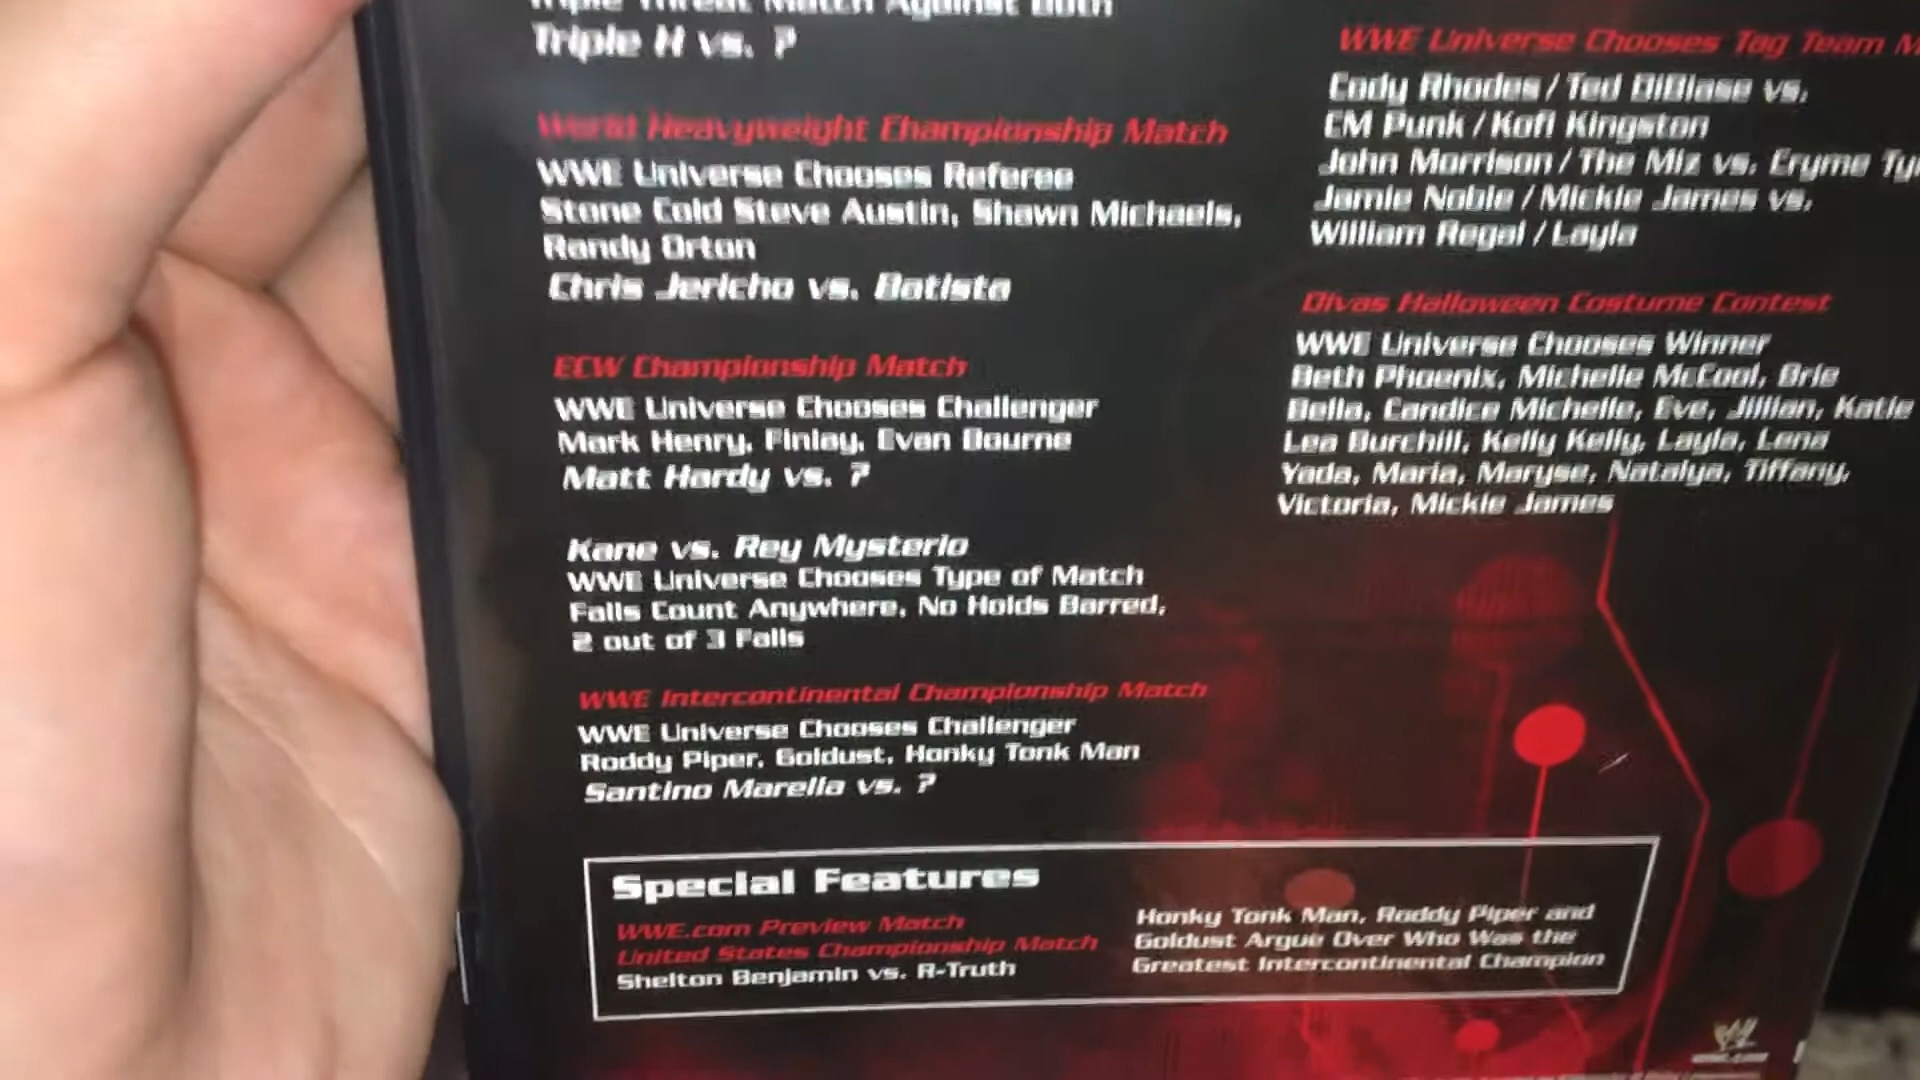 Triple Threat Match Against Both
Triple H vs. ?
World Heavyweight Championship Match
WWE Universe Chooses Referee
Stone Cold Steve Austin, Shawn Michaels,
Randy Orton
Chris Jericho vs. Batista
ECW Championship Match
WWE Universe Chooses Challenger
Mark Henry, Finlay, Evan Bourne
Matt Hardy vs. ?
Kane vs. Rey Mysterio
WWE Universe Chooses Type of Match
Falls Count Anywhere, No Holds Barred,
2 out of 3 Falls
WWE Intercontinental Championship Match
WWE Universe Chooses Challenger
Roddy Piper, Goldust, Honky Tonk Man
Santino Marella vs. ?
WWE Universe Chooses Tag Team M
Cody Rhodes / Ted DiBiase vs.
CM Punk / Kofi Kingston
John Morrison / The Miz vs. Cryme Ty
Jamie Noble / Mickie James vs.
William Regal / Layla
Divas Halloween Costume Contest
WWE Universe Chooses Winner
Beth Phoenix, Michelle McCool, Brie
Bella, Candice Michelle, Eve, Jillian, Katie
Lea Burchill, Kelly Kelly, Layla, Lena
Yada, Maria, Maryse, Natalya, Tiffany,
Victoria, Mickie James
Special Features
WWE.com Preview Match
United States Championship Match
Shelton Benjamin vs. R-Truth
Honky Tonk Man, Roddy Piper and
Goldust Argue Over Who Was the
Greatest Intercontinental Champion